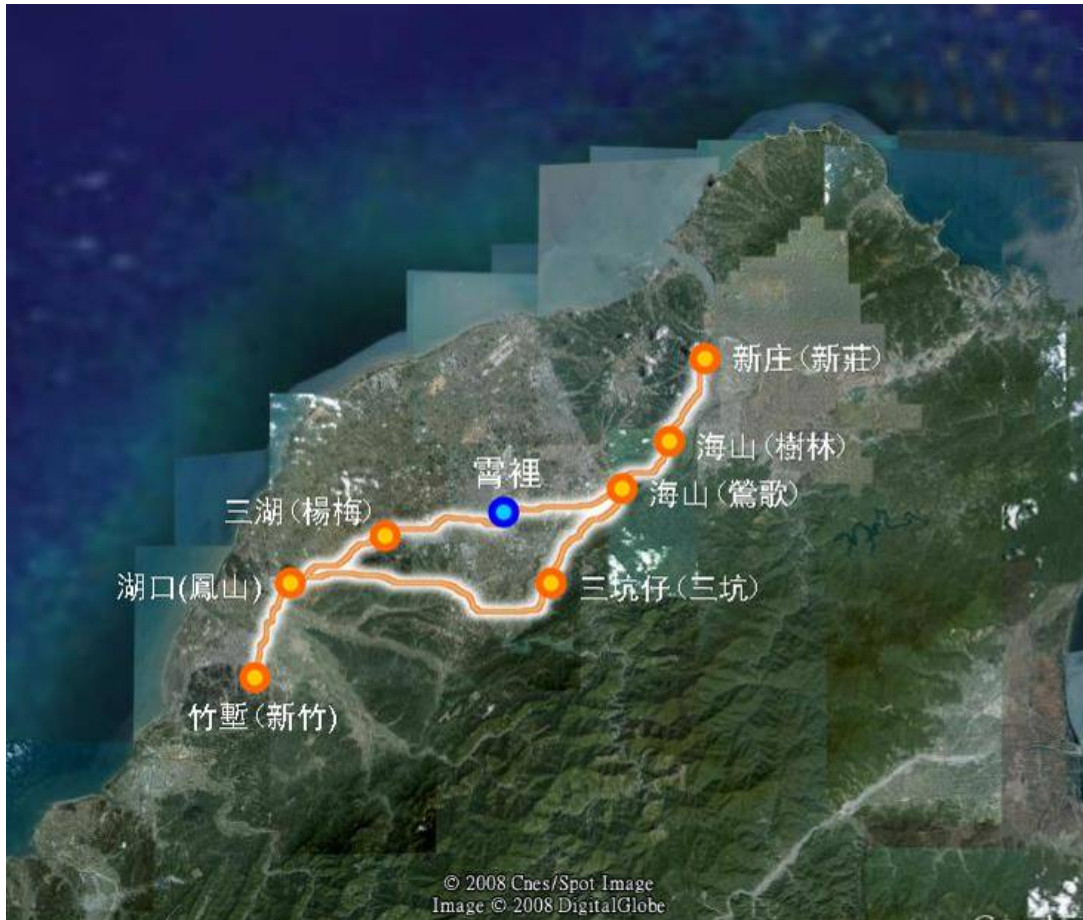 新庄(新莊)
海山(樹林)
霄裡
海山(鶯歌)
三湖(楊梅)
湖口(鳳山)
三坑仔(三坑)
竹塹(新竹)
© 2008 Cnes/Spot Image
Image © 2008 DigitalGlobe